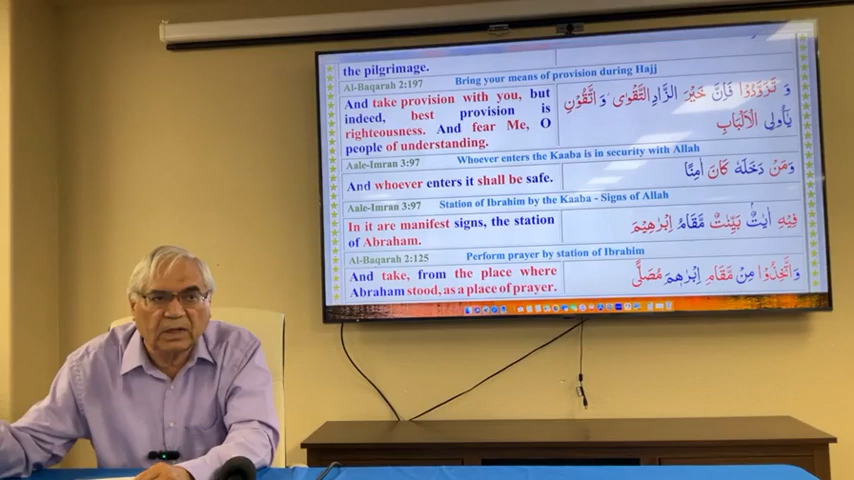 the pilgrimage.
Al-Baqarah 2:197 Bring your means of provision during Hajj
And take provision with you, but
indeed, best provision is
righteousness. And fear Me, O
people of understanding.
وَ تَزَوَّدُوْا فَاِنَّ خَيْرَ الزَّادِ التَّقْوٰى ۡ وَ اتَّقُوْنِ
يٰۤاُولِى الْاَلْبَابِ
Aale-Imran 3:97 Whoever enters the Kaaba is in security with Allah
And whoever enters it shall be safe.
وَمَنْ دَخَلَهٗ كَانَ اٰمِنًا
Aale-Imran 3:97 Station of Ibrahim by the Kaaba - Signs of Allah
In it are manifest signs, the station
of Abraham.
فِيْهِ اٰيٰتٌۢ بَيِّنٰتٌ مَّقَامُ اِبْرٰهِيْمَ
Al-Baqarah 2:125 Perform prayer by station of Ibrahim
And take, from the place where
Abraham stood, as a place of prayer.
وَاتَّخِذُوْا مِنْ مَّقَامِ اِبْرٰهٖمَ مُصَلًّى